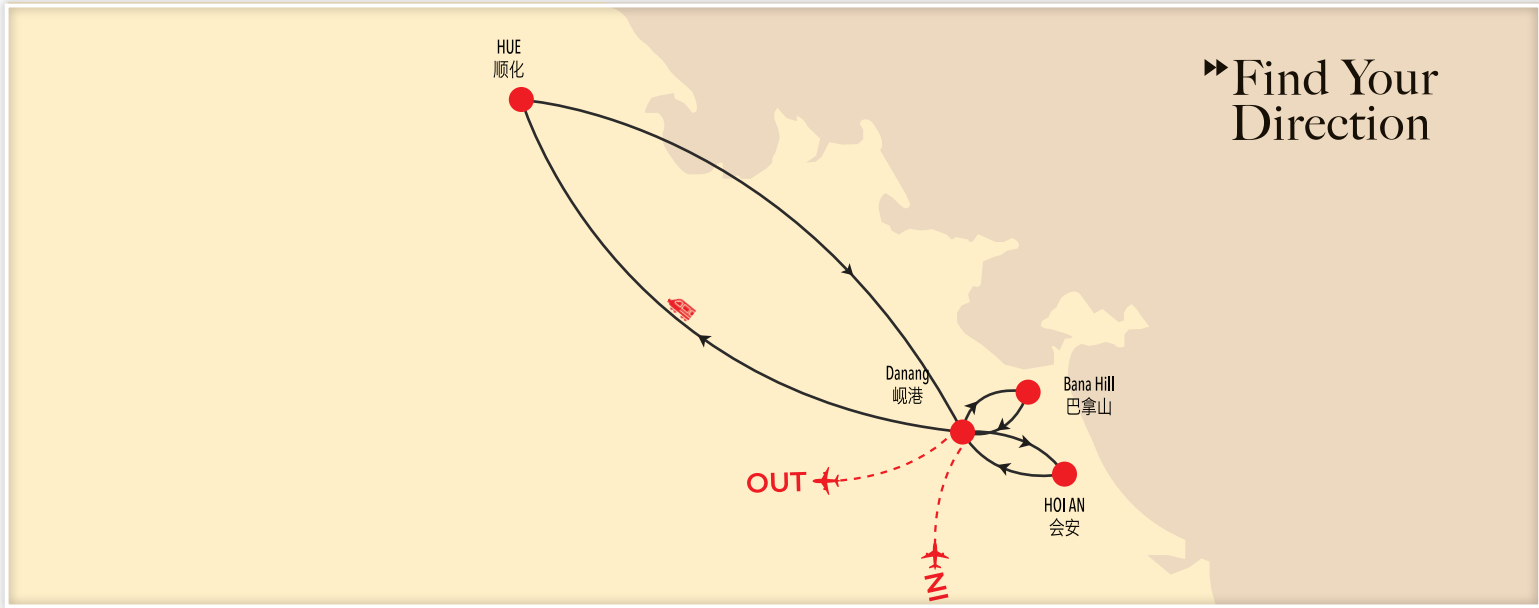 HUE
顺化
Find Your
Direction
Danang
岘港
Bana Hill
巴拿山
OUT
HOI AN
会安
IN